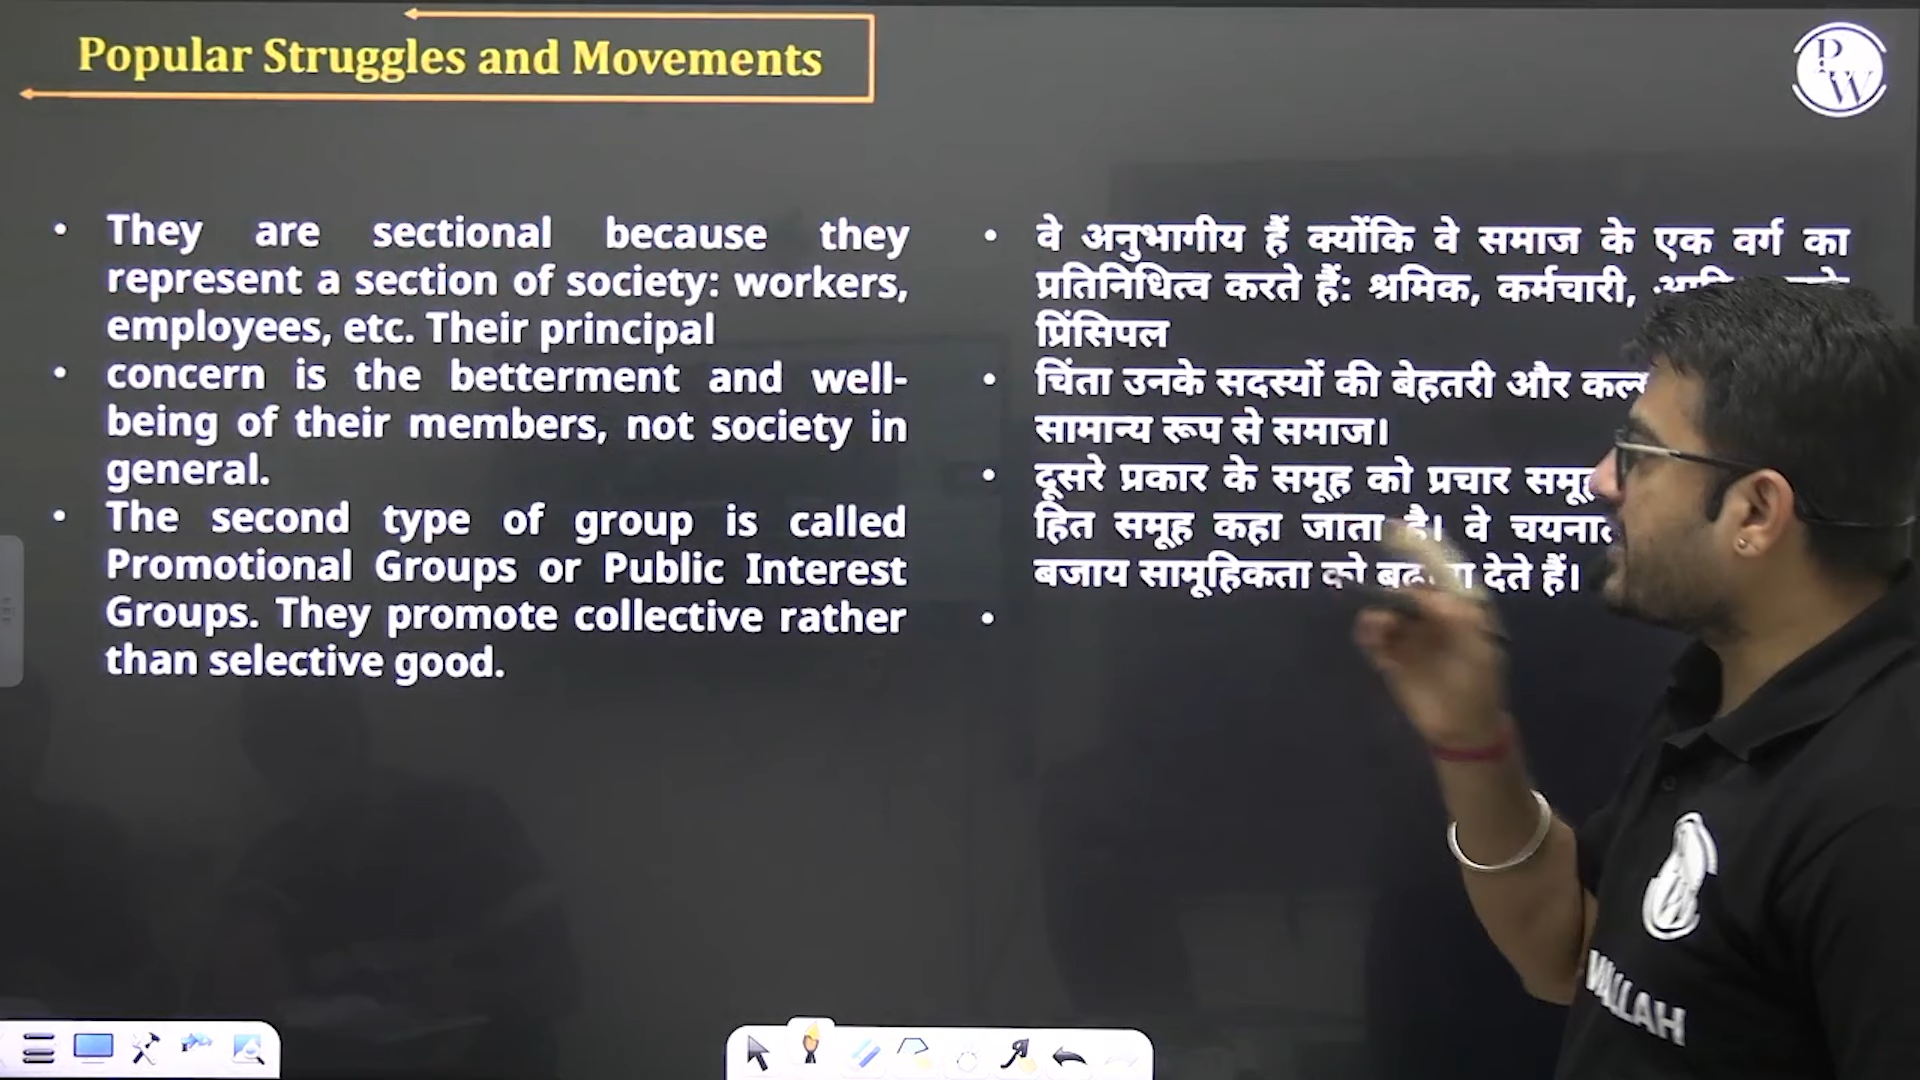 Popular Struggles and Movements
PW
• They are sectional because they
represent a section of society: workers,
employees, etc. Their principal
• concern is the betterment and well-
being of their members, not society in
general.
• The second type of group is called
Promotional Groups or Public Interest
Groups. They promote collective rather
than selective good.
• वे अनुभागीय हैं क्योंकि वे समाज के एक वर्ग का
प्रतिनिधित्व करते हैं: श्रमिक, कर्मचारी,
प्रिंसिपल
• चिंता उनके सदस्यों की बेहतरी और
सामान्य रूप से समाज।
• दूसरे प्रकार के समूह को प्रचार
हित समूह कहा जाता है। वे
बजाय सामूहिकता को देते हैं।
•
WALLAH